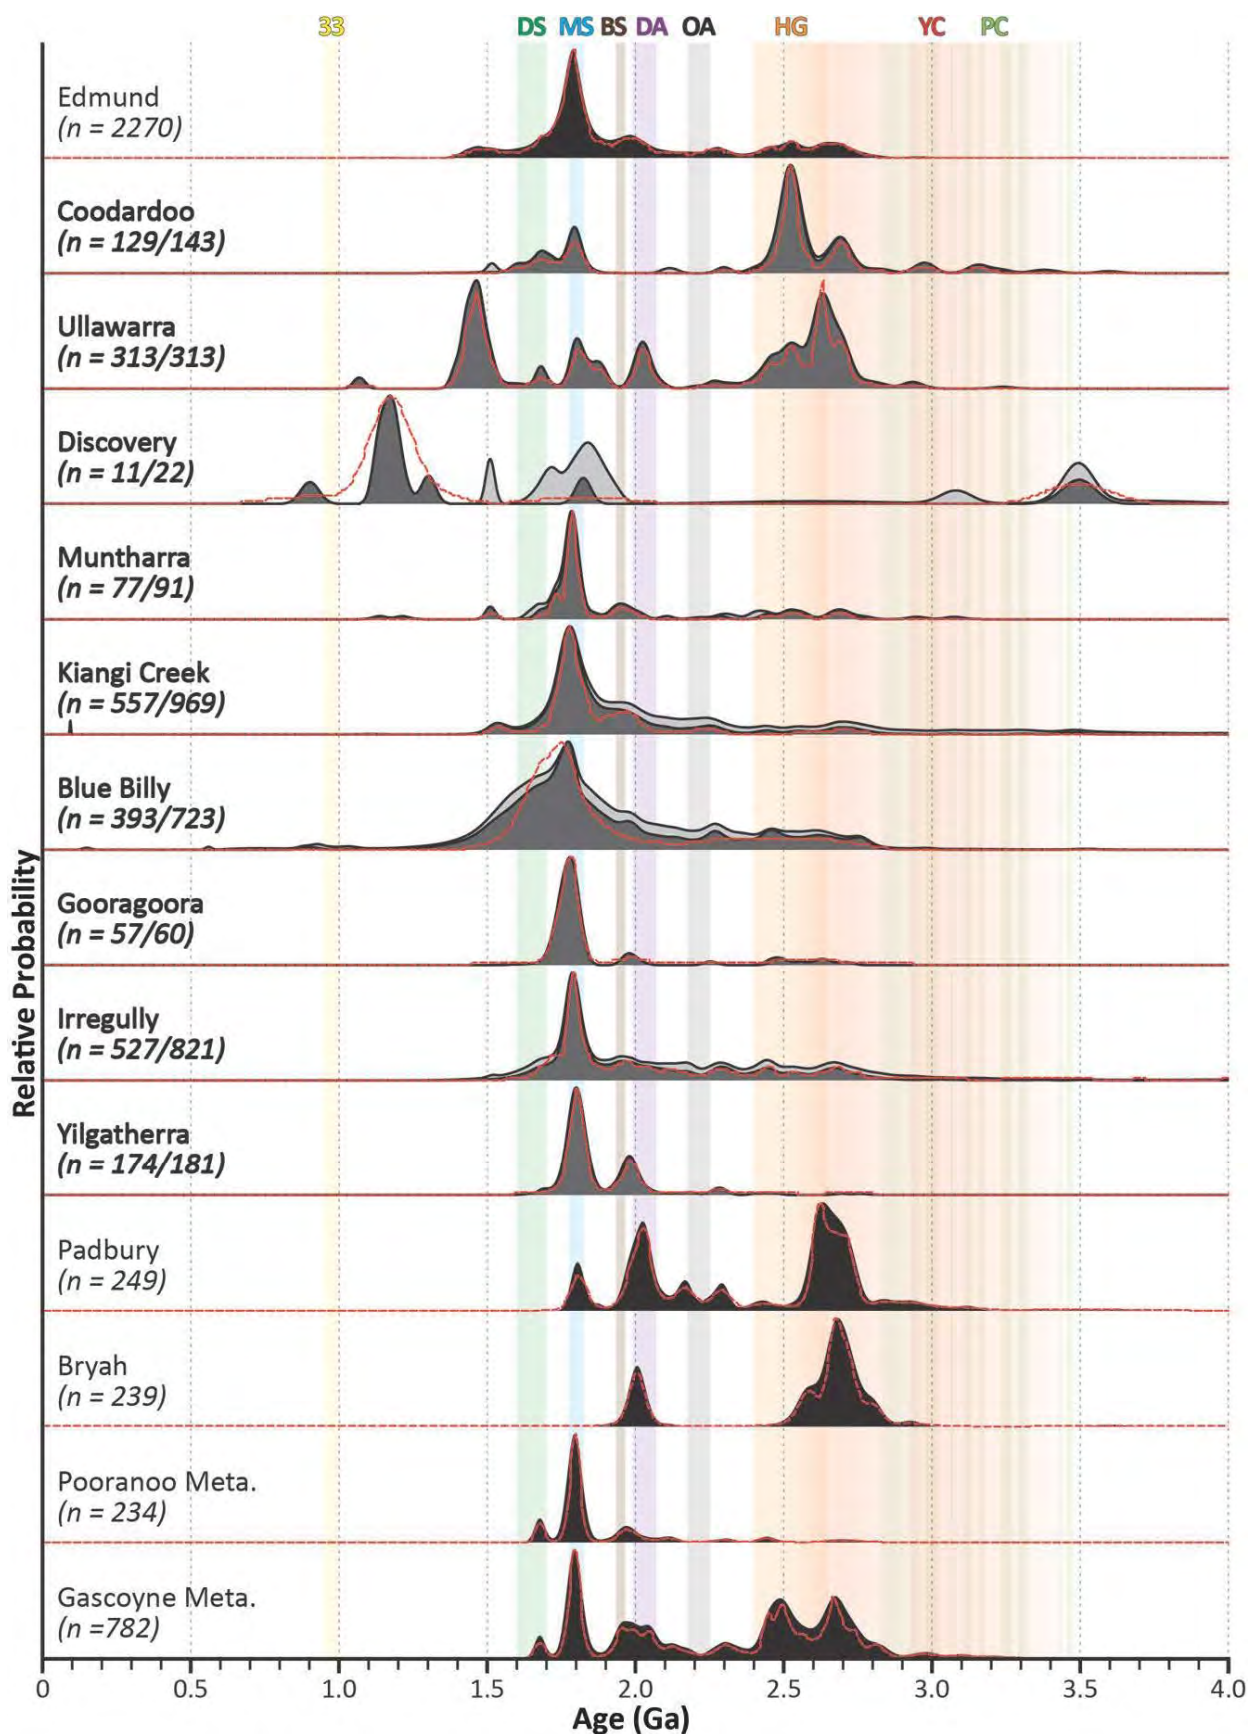 33 DS MS BS DA OA HG YC PC
Edmund
(n = 2270)
Coodardoo
(n = 129/143)
Ullawarra
(n = 313/313)
Discovery
(n = 11/22)
Muntharra
(n = 77/91)
Kiangi Creek
(n = 557/969)
Blue Billy
(n = 393/723)
Gooragoora
(n = 57/60)
Irregully
(n = 527/821)
Yilgatherra
(n = 174/181)
Padbury
(n = 249)
Bryah
(n = 239)
Pooranoo Meta.
(n = 234)
Gascoyne Meta.
(n =782)
Relative Probability
0 0.5 1.0 1.5 2.0 2.5 3.0 3.5 4.0
Age (Ga)